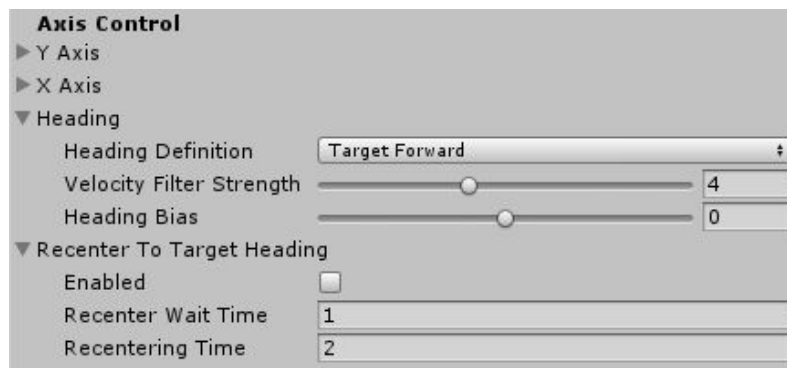 Axis Control
Y Axis
X Axis
Heading
Heading Definition Target Forward
Velocity Filter Strength 4
Heading Bias 0
Recenter To Target Heading
Enabled
Recenter Wait Time 1
Recentering Time 2